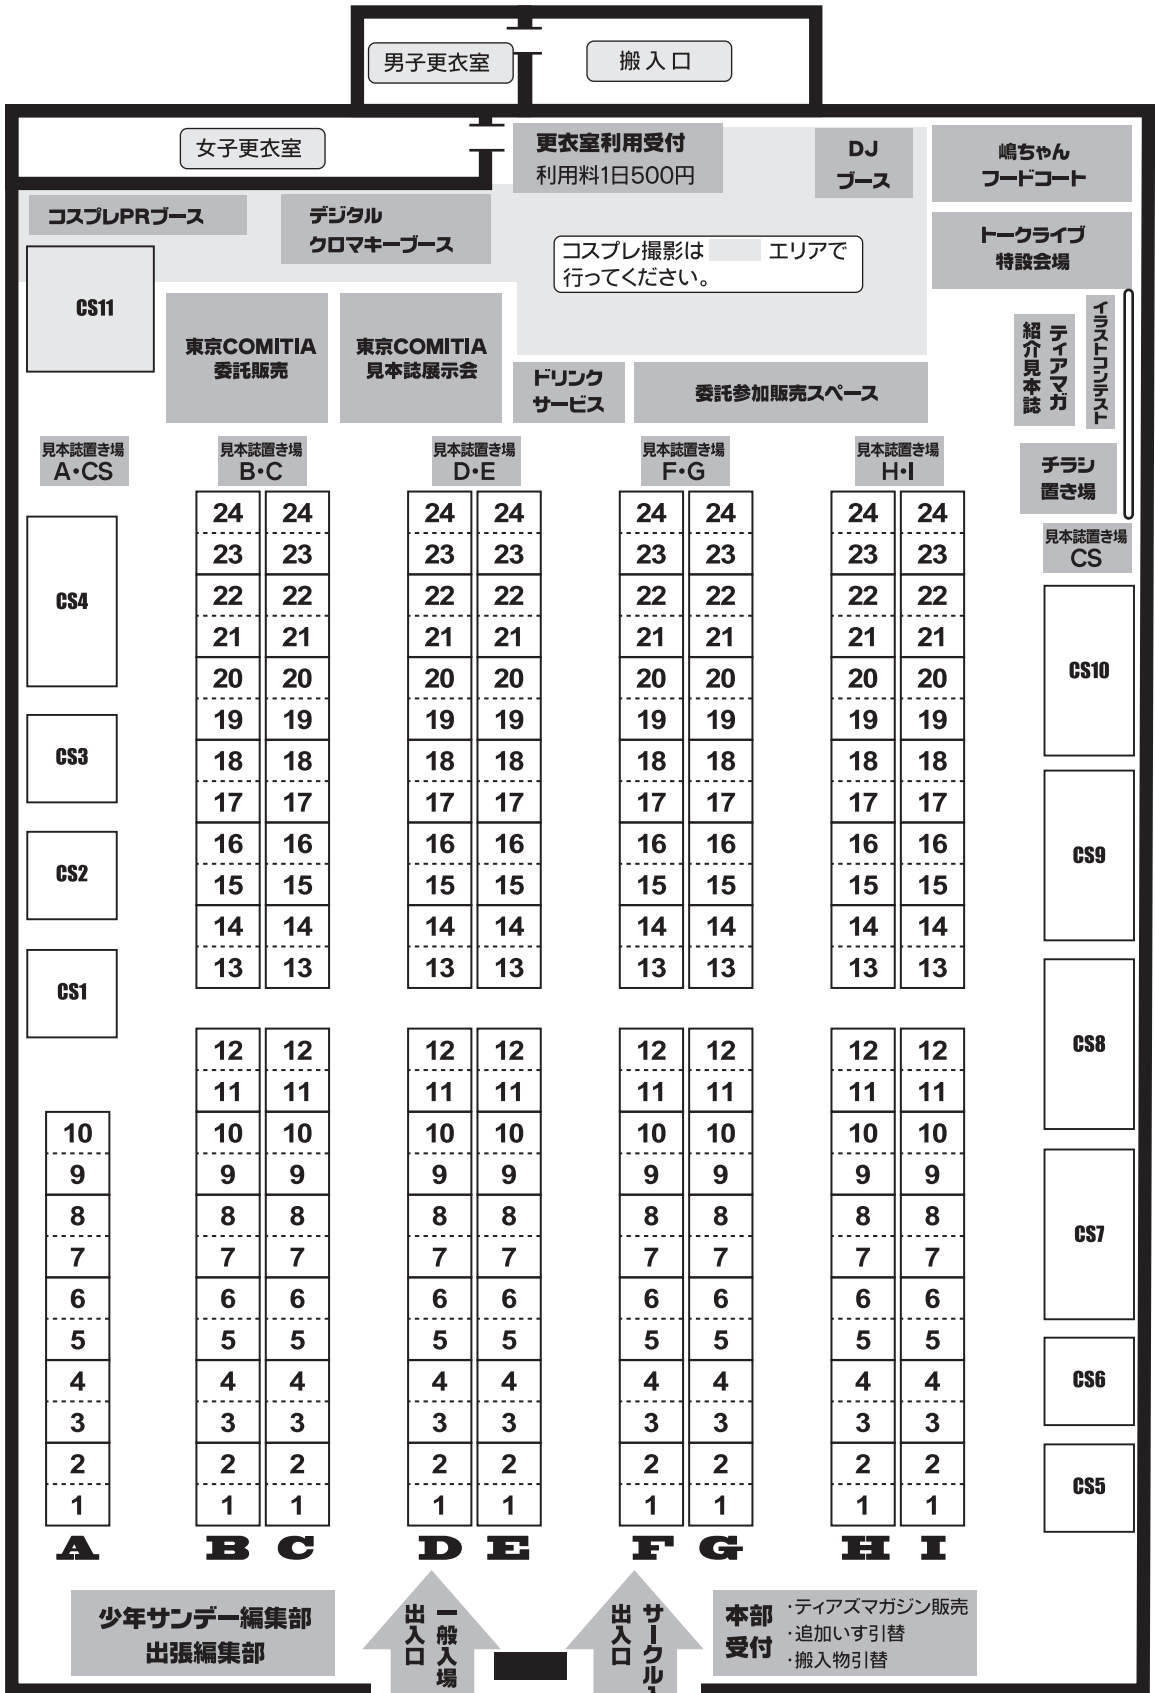 男子更衣室
搬入口
女子更衣室
更衣室利用受付
利用料1日500円
DJ
ブース
嶋ちゃん
フードコート
コスプレPRブース
デジタル
クロマキーブース
トークライブ
特設会場
コスプレ撮影は エリアで
行ってください。
CS11
東京COMITIA
委託販売
東京COMITIA
見本誌展示会
ドリンク
サービス
委託参加販売スペース
ティアマガ
紹介見本誌
イラストコンテスト
チラシ
置き場
見本誌置き場
A・CS
見本誌置き場
B・C
見本誌置き場
D・E
見本誌置き場
F・G
見本誌置き場
H・I
見本誌置き場
CS
24 24 24 24 24 24 24 24
23 23 23 23 23 23 23 23
CS4
22 22 22 22 22 22 22 22
21 21 21 21 21 21 21 21
CS10
20 20 20 20 20 20 20 20
19 19 19 19 19 19 19 19
CS3
18 18 18 18 18 18 18 18
17 17 17 17 17 17 17 17
16 16 16 16 16 16 16 16
CS9
CS2
15 15 15 15 15 15 15 15
14 14 14 14 14 14 14 14
13 13 13 13 13 13 13 13
CS1
CS8
12 12 12 12 12 12 12 12
11 11 11 11 11 11 11 11
10 10 10 10 10 10 10 10 10
9 9 9 9 9 9 9 9 9
8 8 8 8 8 8 8 8 8
CS7
7 7 7 7 7 7 7 7 7
6 6 6 6 6 6 6 6 6
5 5 5 5 5 5 5 5 5
4 4 4 4 4 4 4 4 4
CS6
3 3 3 3 3 3 3 3 3
2 2 2 2 2 2 2 2 2
CS5
1 1 1 1 1 1 1 1 1
A B C D E F G H I
少年サンデー編集部
出張編集部
一般入場
出入口
サークル
出入口
本部
受付
・ティアズマガジン販売
・追加いす引替
・搬入物引替